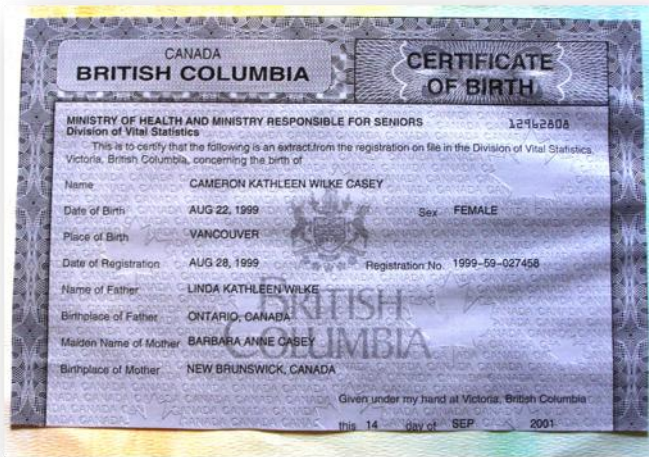 CANADA
BRITISH COLUMBIA
CERTIFICATE
OF BIRTH
MINISTRY OF HEALTH AND MINISTRY RESPONSIBLE FOR SENIORS
Division of Vital Statistics
12962808
This is to certify that the following is an extract from the registration on file in the Division of Vital Statistics,
Victoria, British Columbia, concerning the birth of
Name CAMERON KATHLEEN WILKE CASEY
Date of Birth AUG 22, 1999 Sex FEMALE
Place of Birth VANCOUVER
Date of Registration AUG 28, 1999 Registration No. 1999-59-027458
Name of Father LINDA KATHLEEN WILKE
Birthplace of Father ONTARIO, CANADA
Maiden Name of Mother BARBARA ANNE CASEY
Birthplace of Mother NEW BRUNSWICK, CANADA
BRITISH
COLUMBIA
Given under my hand at Victoria, British Columbia
this 14 day of SEP 2001